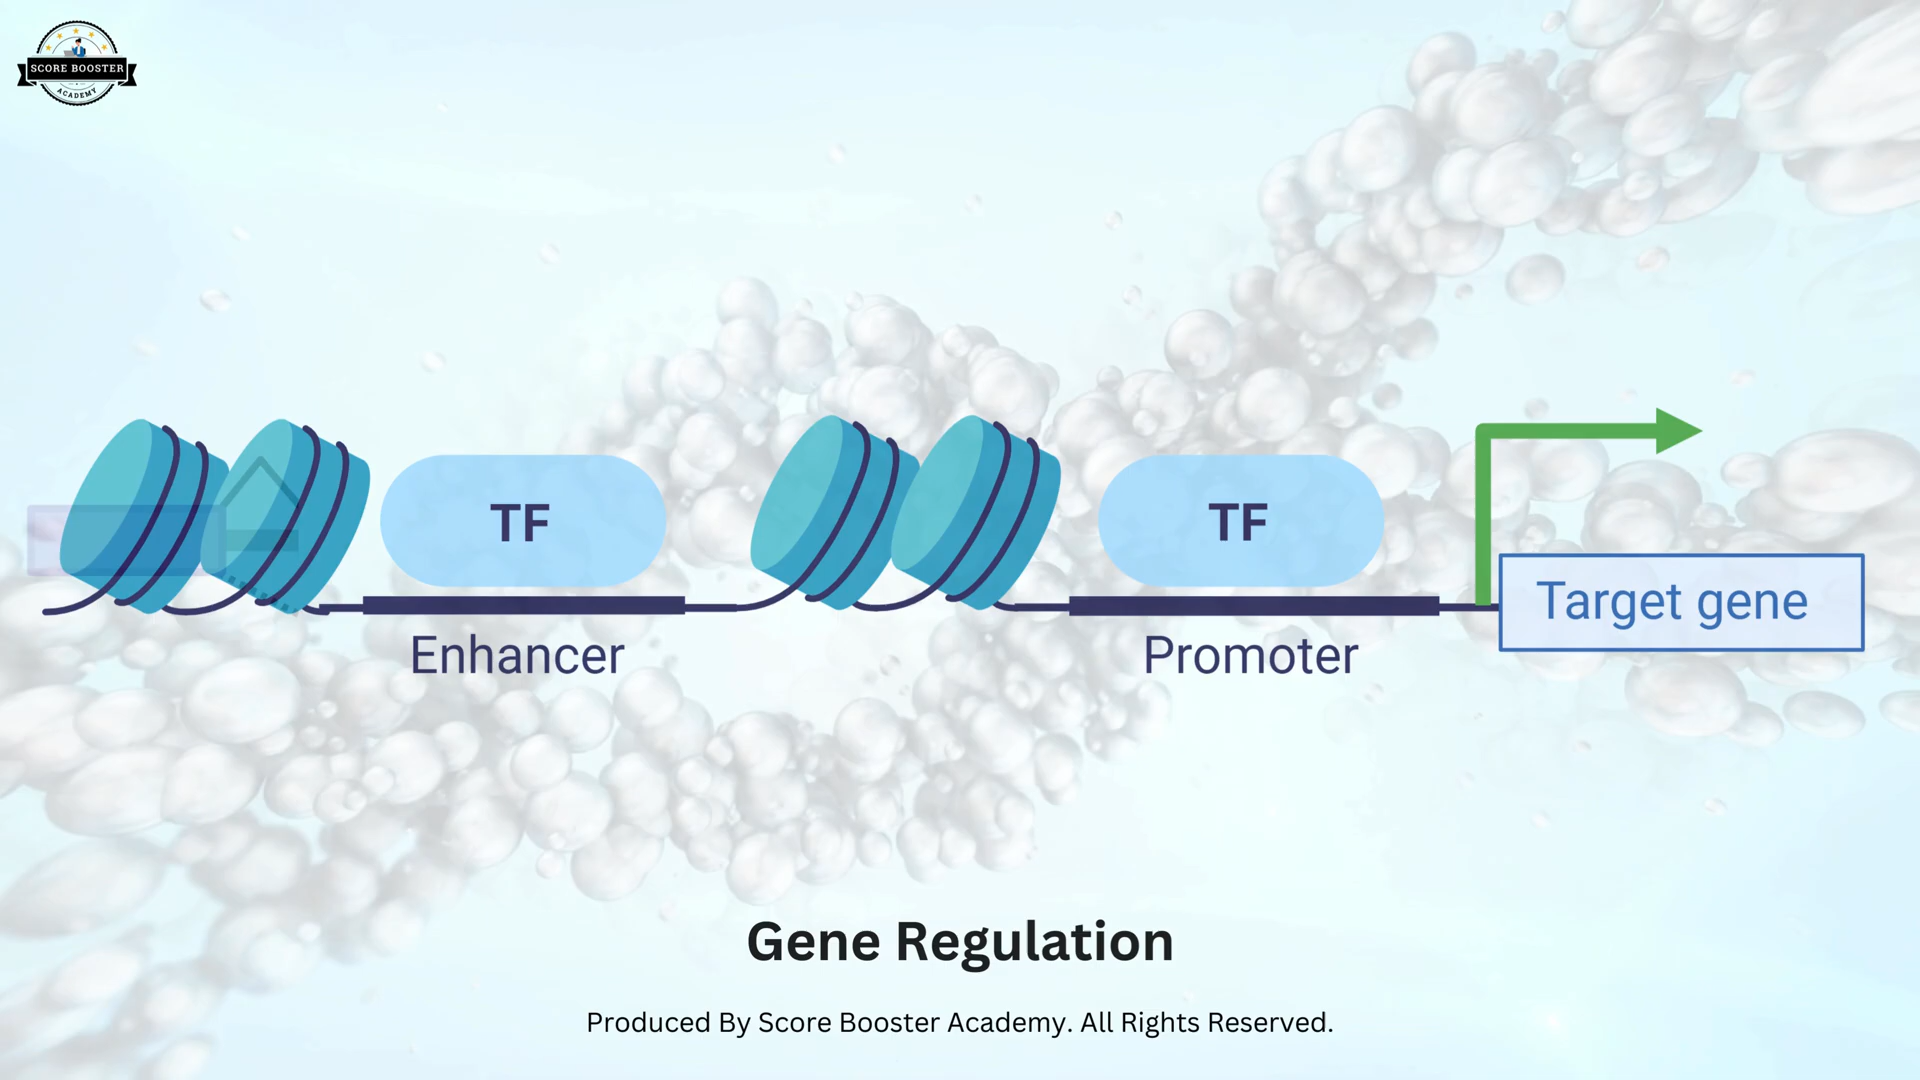 SCORE BOOSTER
ACADEMY
TF
TF
Target gene
Enhancer
Promoter
Gene Regulation
Produced By Score Booster Academy. All Rights Reserved.